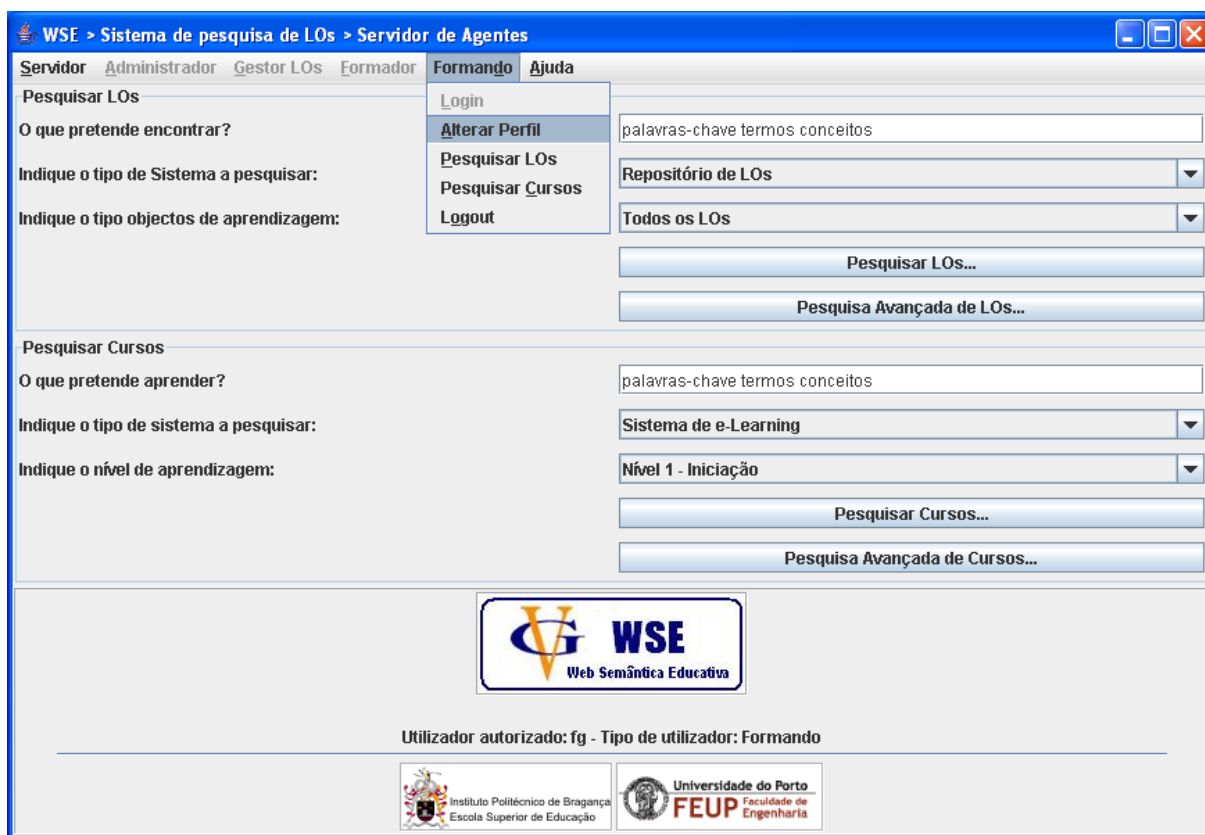 WSE > Sistema de pesquisa de LOs > Servidor de Agentes
Servidor Administrador Gestor LOs Formador Formando Ajuda
Login
Alterar Perfil
Pesquisar LOs
Pesquisar Cursos
Logout
Pesquisar LOs
O que pretende encontrar? palavras-chave termos conceitos
Indique o tipo de Sistema a pesquisar: Repositório de LOs
Indique o tipo objectos de aprendizagem: Todos os LOs
Pesquisar LOs...
Pesquisa Avançada de LOs...
Pesquisar Cursos
O que pretende aprender? palavras-chave termos conceitos
Indique o tipo de sistema a pesquisar: Sistema de e-Learning
Indique o nível de aprendizagem: Nível 1 - Iniciação
Pesquisar Cursos...
Pesquisa Avançada de Cursos...
VG WSE
Web Semântica Educativa
Utilizador autorizado: fg - Tipo de utilizador: Formando
Instituto Politécnico de Bragança
Escola Superior de Educação
Universidade do Porto
FEUP Faculdade de
Engenharia